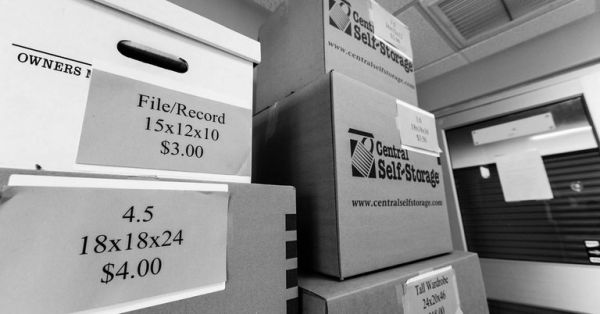 OWNERS
File/Record
15x12x10
$3.00
4.5
18x18x24
$4.00
Central
Self-Storage
www.centralselfstorage.com
Central
Self-Storage
www.centralselfstorage.com
Tall Wardrobe
24x20x46